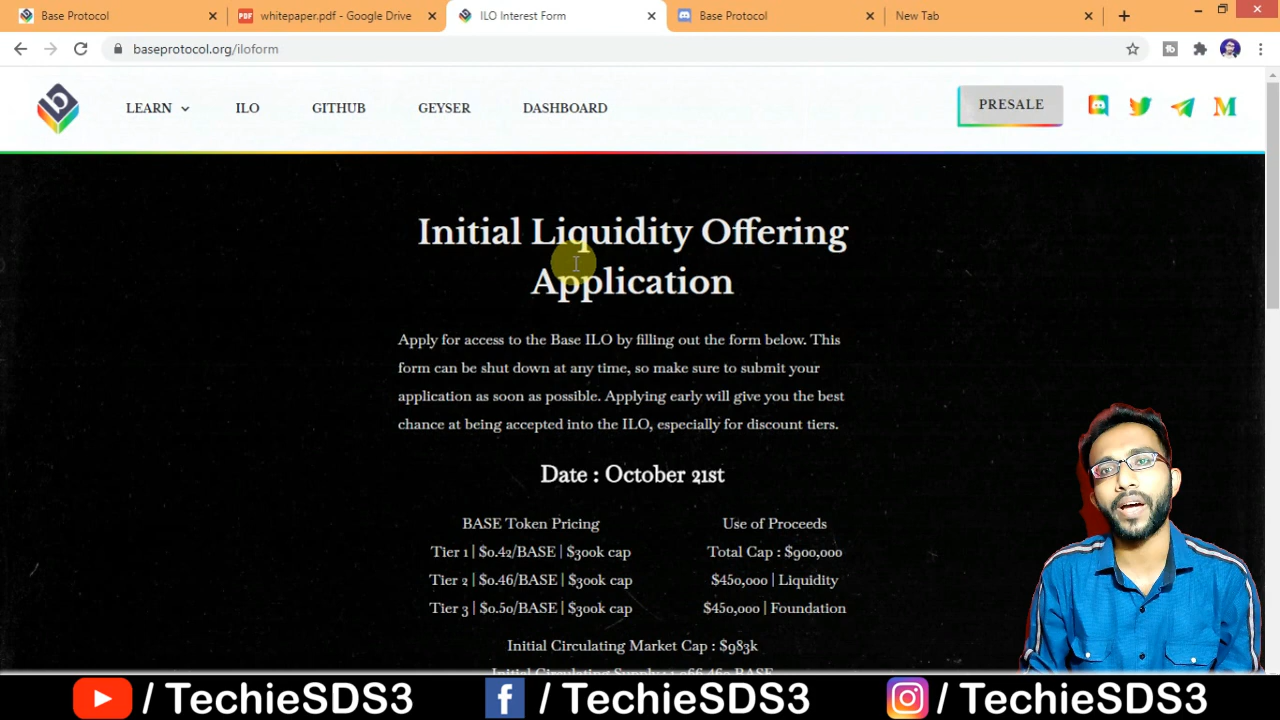 Base Protocol
whitepaper.pdf - Google Drive
ILO Interest Form
Base Protocol
New Tab
baseprotocol.org/iloform
LEARN
ILO
GITHUB
GEYSER
DASHBOARD
PRESALE
Initial Liquidity Offering
Application
Apply for access to the Base ILO by filling out the form below. This
form can be shut down at any time, so make sure to submit your
application as soon as possible. Applying early will give you the best
chance at being accepted into the ILO, especially for discount tiers.
Date : October 21st
BASE Token Pricing
Tier 1 | $0.42/BASE | $300k cap
Tier 2 | $0.46/BASE | $300k cap
Tier 3 | $0.50/BASE | $300k cap
Use of Proceeds
Total Cap : $900,000
$450,000 | Liquidity
$450,000 | Foundation
Initial Circulating Market Cap : $983k
/ TechieSDS3
/ TechieSDS3
/ TechieSDS3